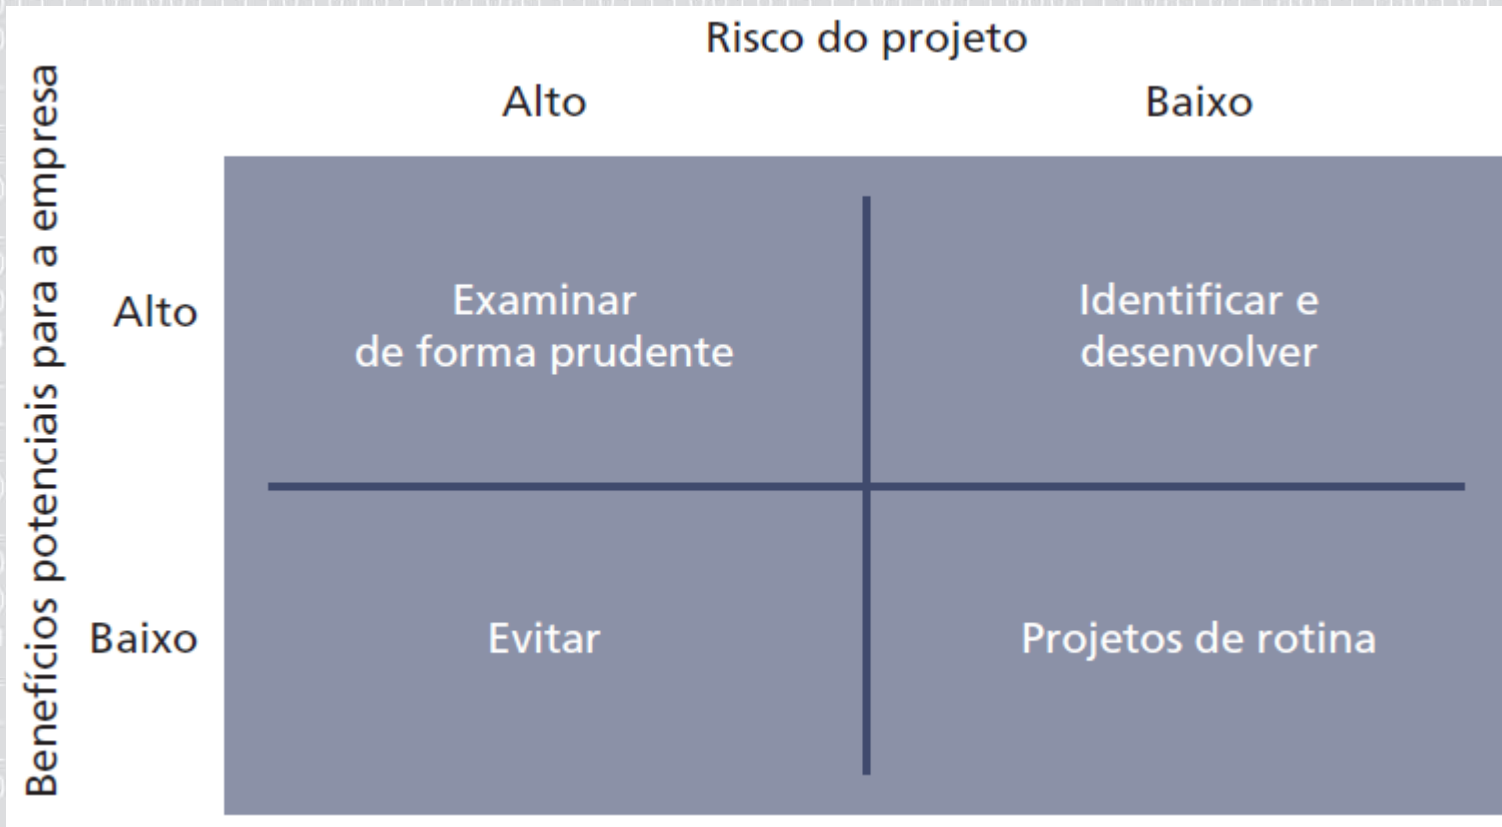 Risco do projeto
Alto
Baixo
Benefícios potenciais para a empresa
Alto
Examinar
de forma prudente
Identificar e
desenvolver
Baixo
Evitar
Projetos de rotina